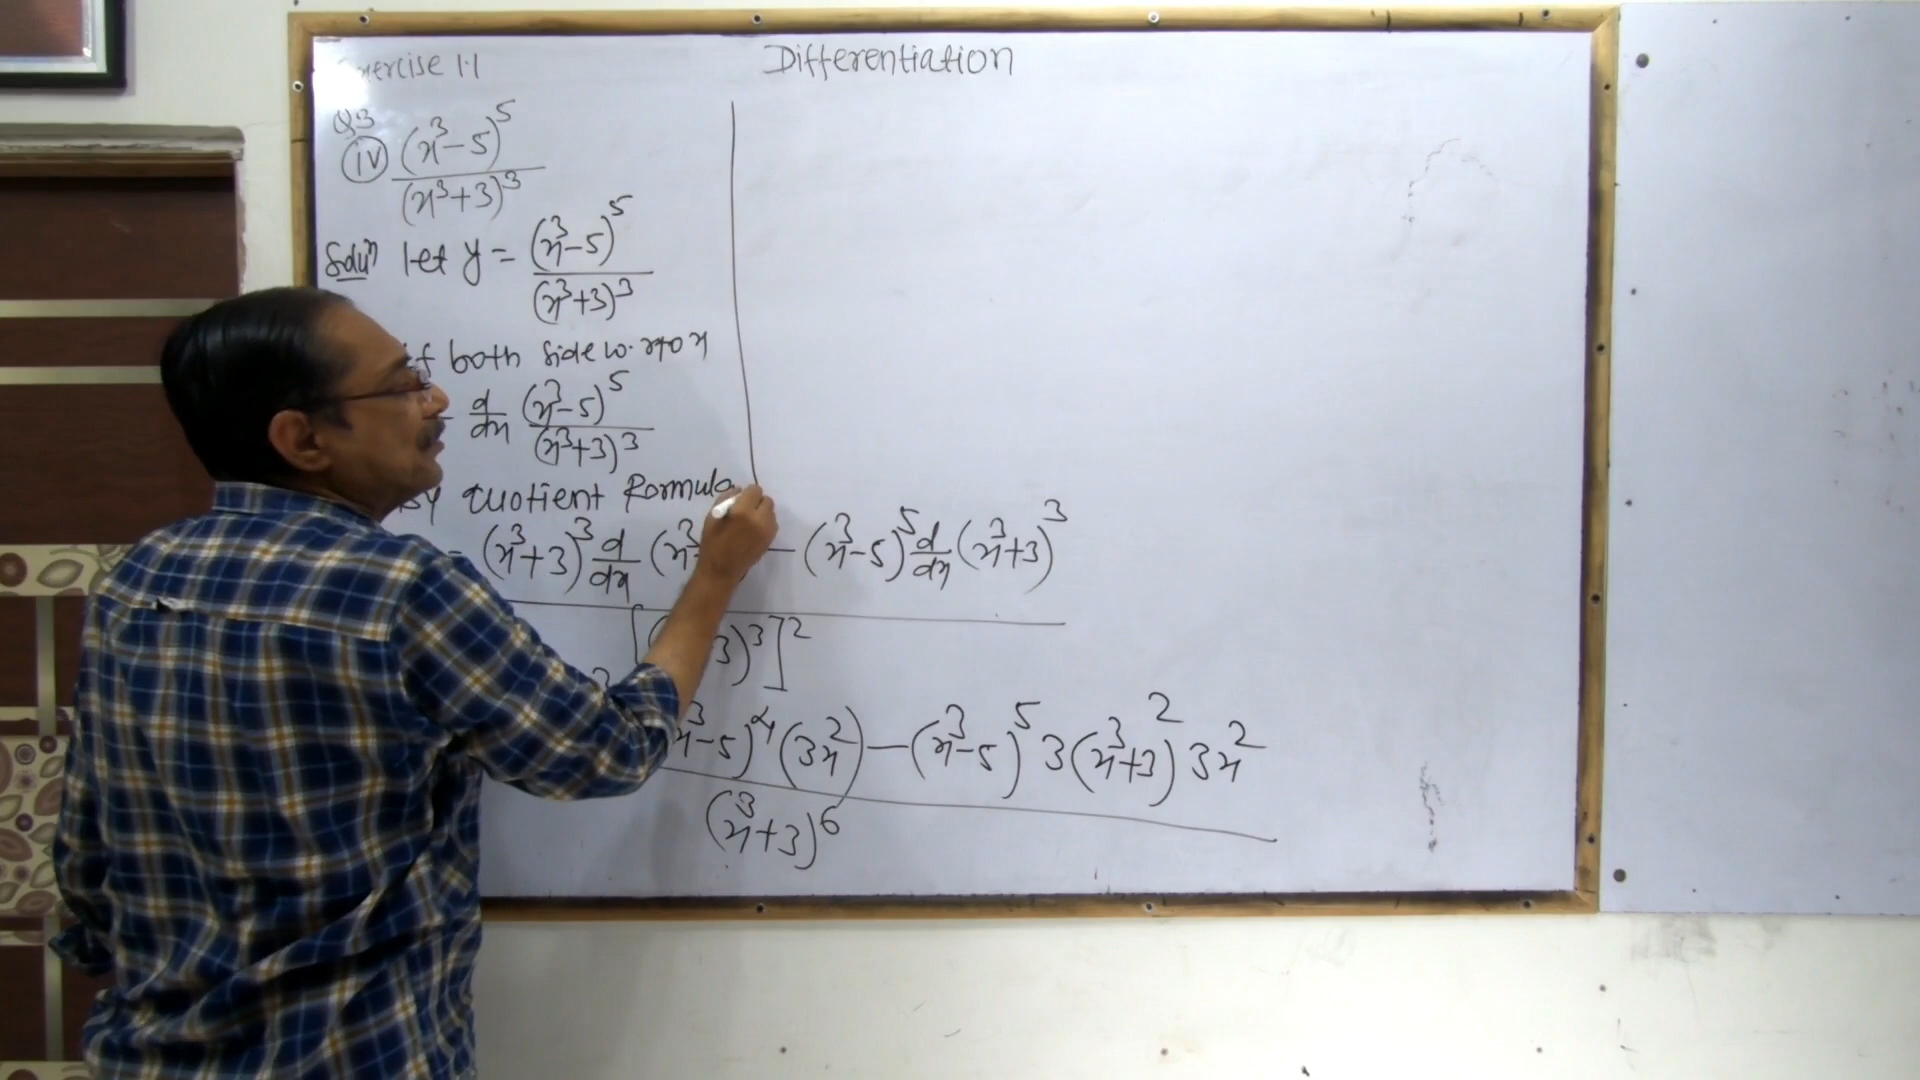 Exercise 1.1
Differentiation
Q3
(iv) (x³-5)⁵
(x³+3)³
Solun let y = (x³-5)⁵
(x³+3)³
both side w.r.to x
d/dx (x³-5)⁵
(x³+3)³
By Quotient Formula
= (x³+3)³ d/dx (x³ - (x³-5)⁵ d/dx (x³+3)³
[( 3)³]²
x³-5)⁴ (3x²) - (x³-5)⁵ 3(x³+3)² 3x²
(x³+3)⁶